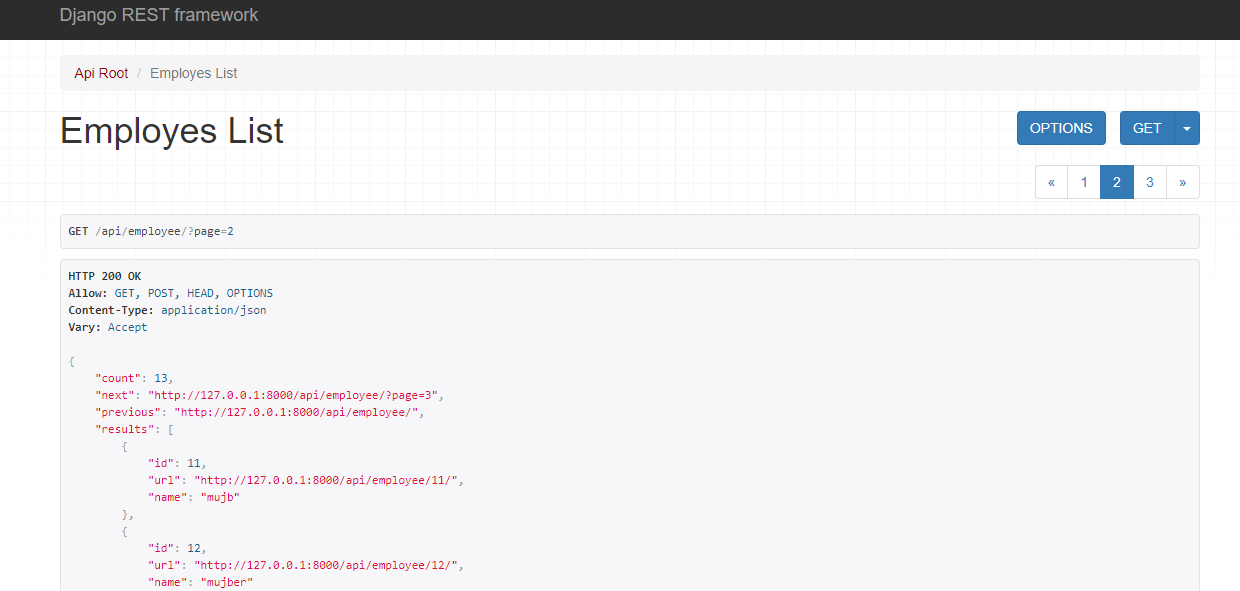 Django REST framework
Api Root / Employes List
Employes List
OPTIONS GET
« 1 2 3 »
GET /api/employee/?page=2
HTTP 200 OK
Allow: GET, POST, HEAD, OPTIONS
Content-Type: application/json
Vary: Accept
{
"count": 13,
"next": "http://127.0.0.1:8000/api/employee/?page=3",
"previous": "http://127.0.0.1:8000/api/employee/",
"results": [
{
"id": 11,
"url": "http://127.0.0.1:8000/api/employee/11/",
"name": "mujb"
},
{
"id": 12,
"url": "http://127.0.0.1:8000/api/employee/12/",
"name": "mujber"